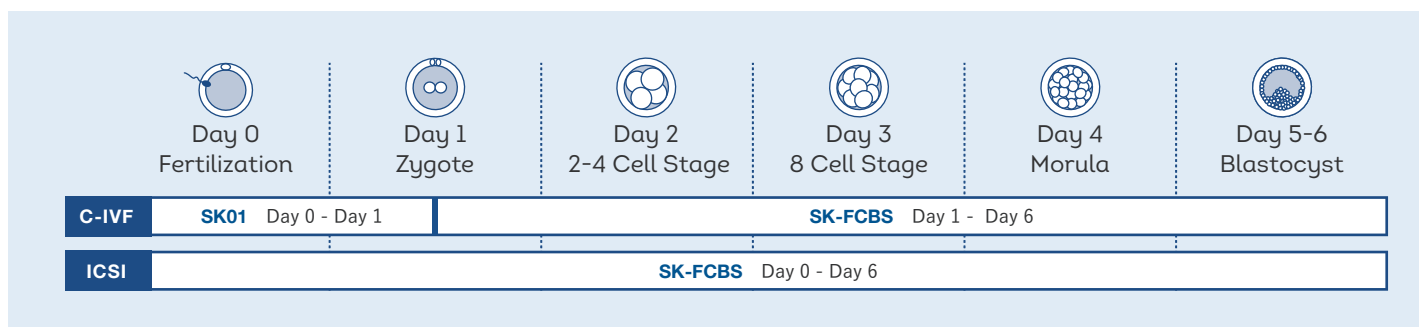 Day 0
Fertilization
Day 1
Zygote
Day 2
2-4 Cell Stage
Day 3
8 Cell Stage
Day 4
Morula
Day 5-6
Blastocyst
C-IVF
SK01 Day 0 - Day 1
SK-FCBS Day 1 - Day 6
ICSI
SK-FCBS Day 0 - Day 6